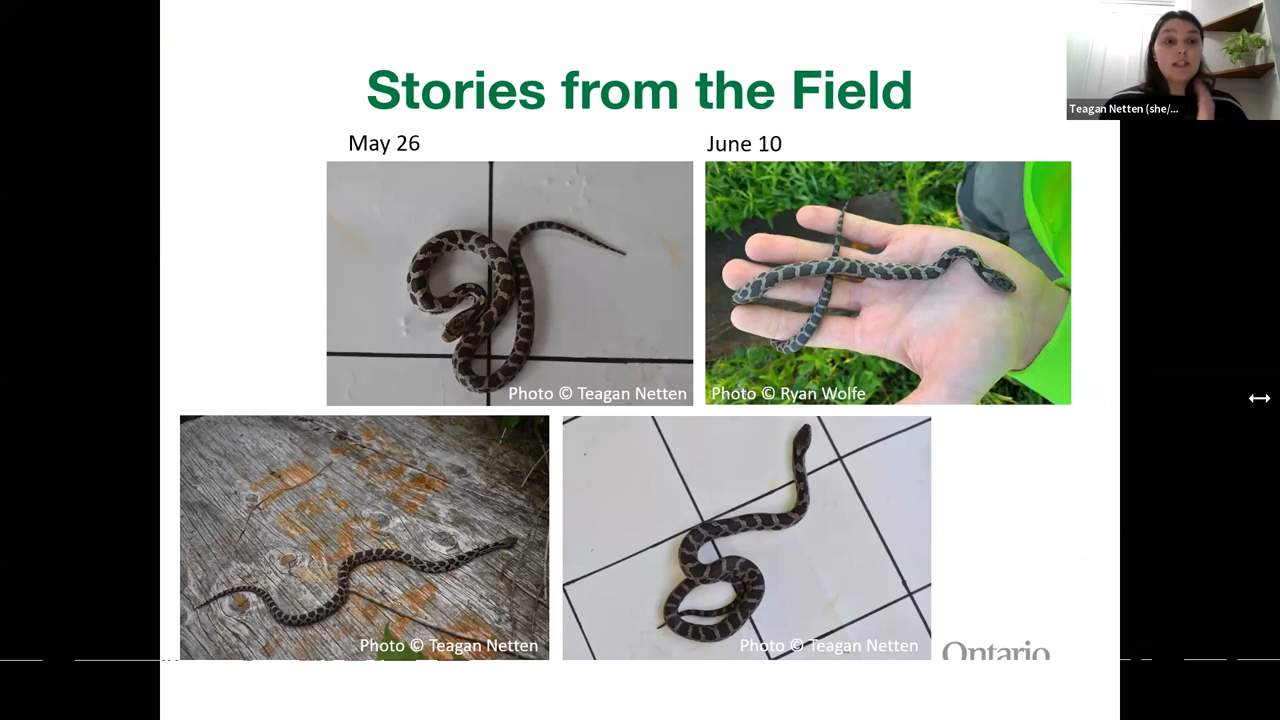 Stories from the Field
Teagan Netten (she/...
May 26
June 10
Photo © Teagan Netten
Photo © Ryan Wolfe
Photo © Teagan Netten
Photo © Teagan Netten
Ontario